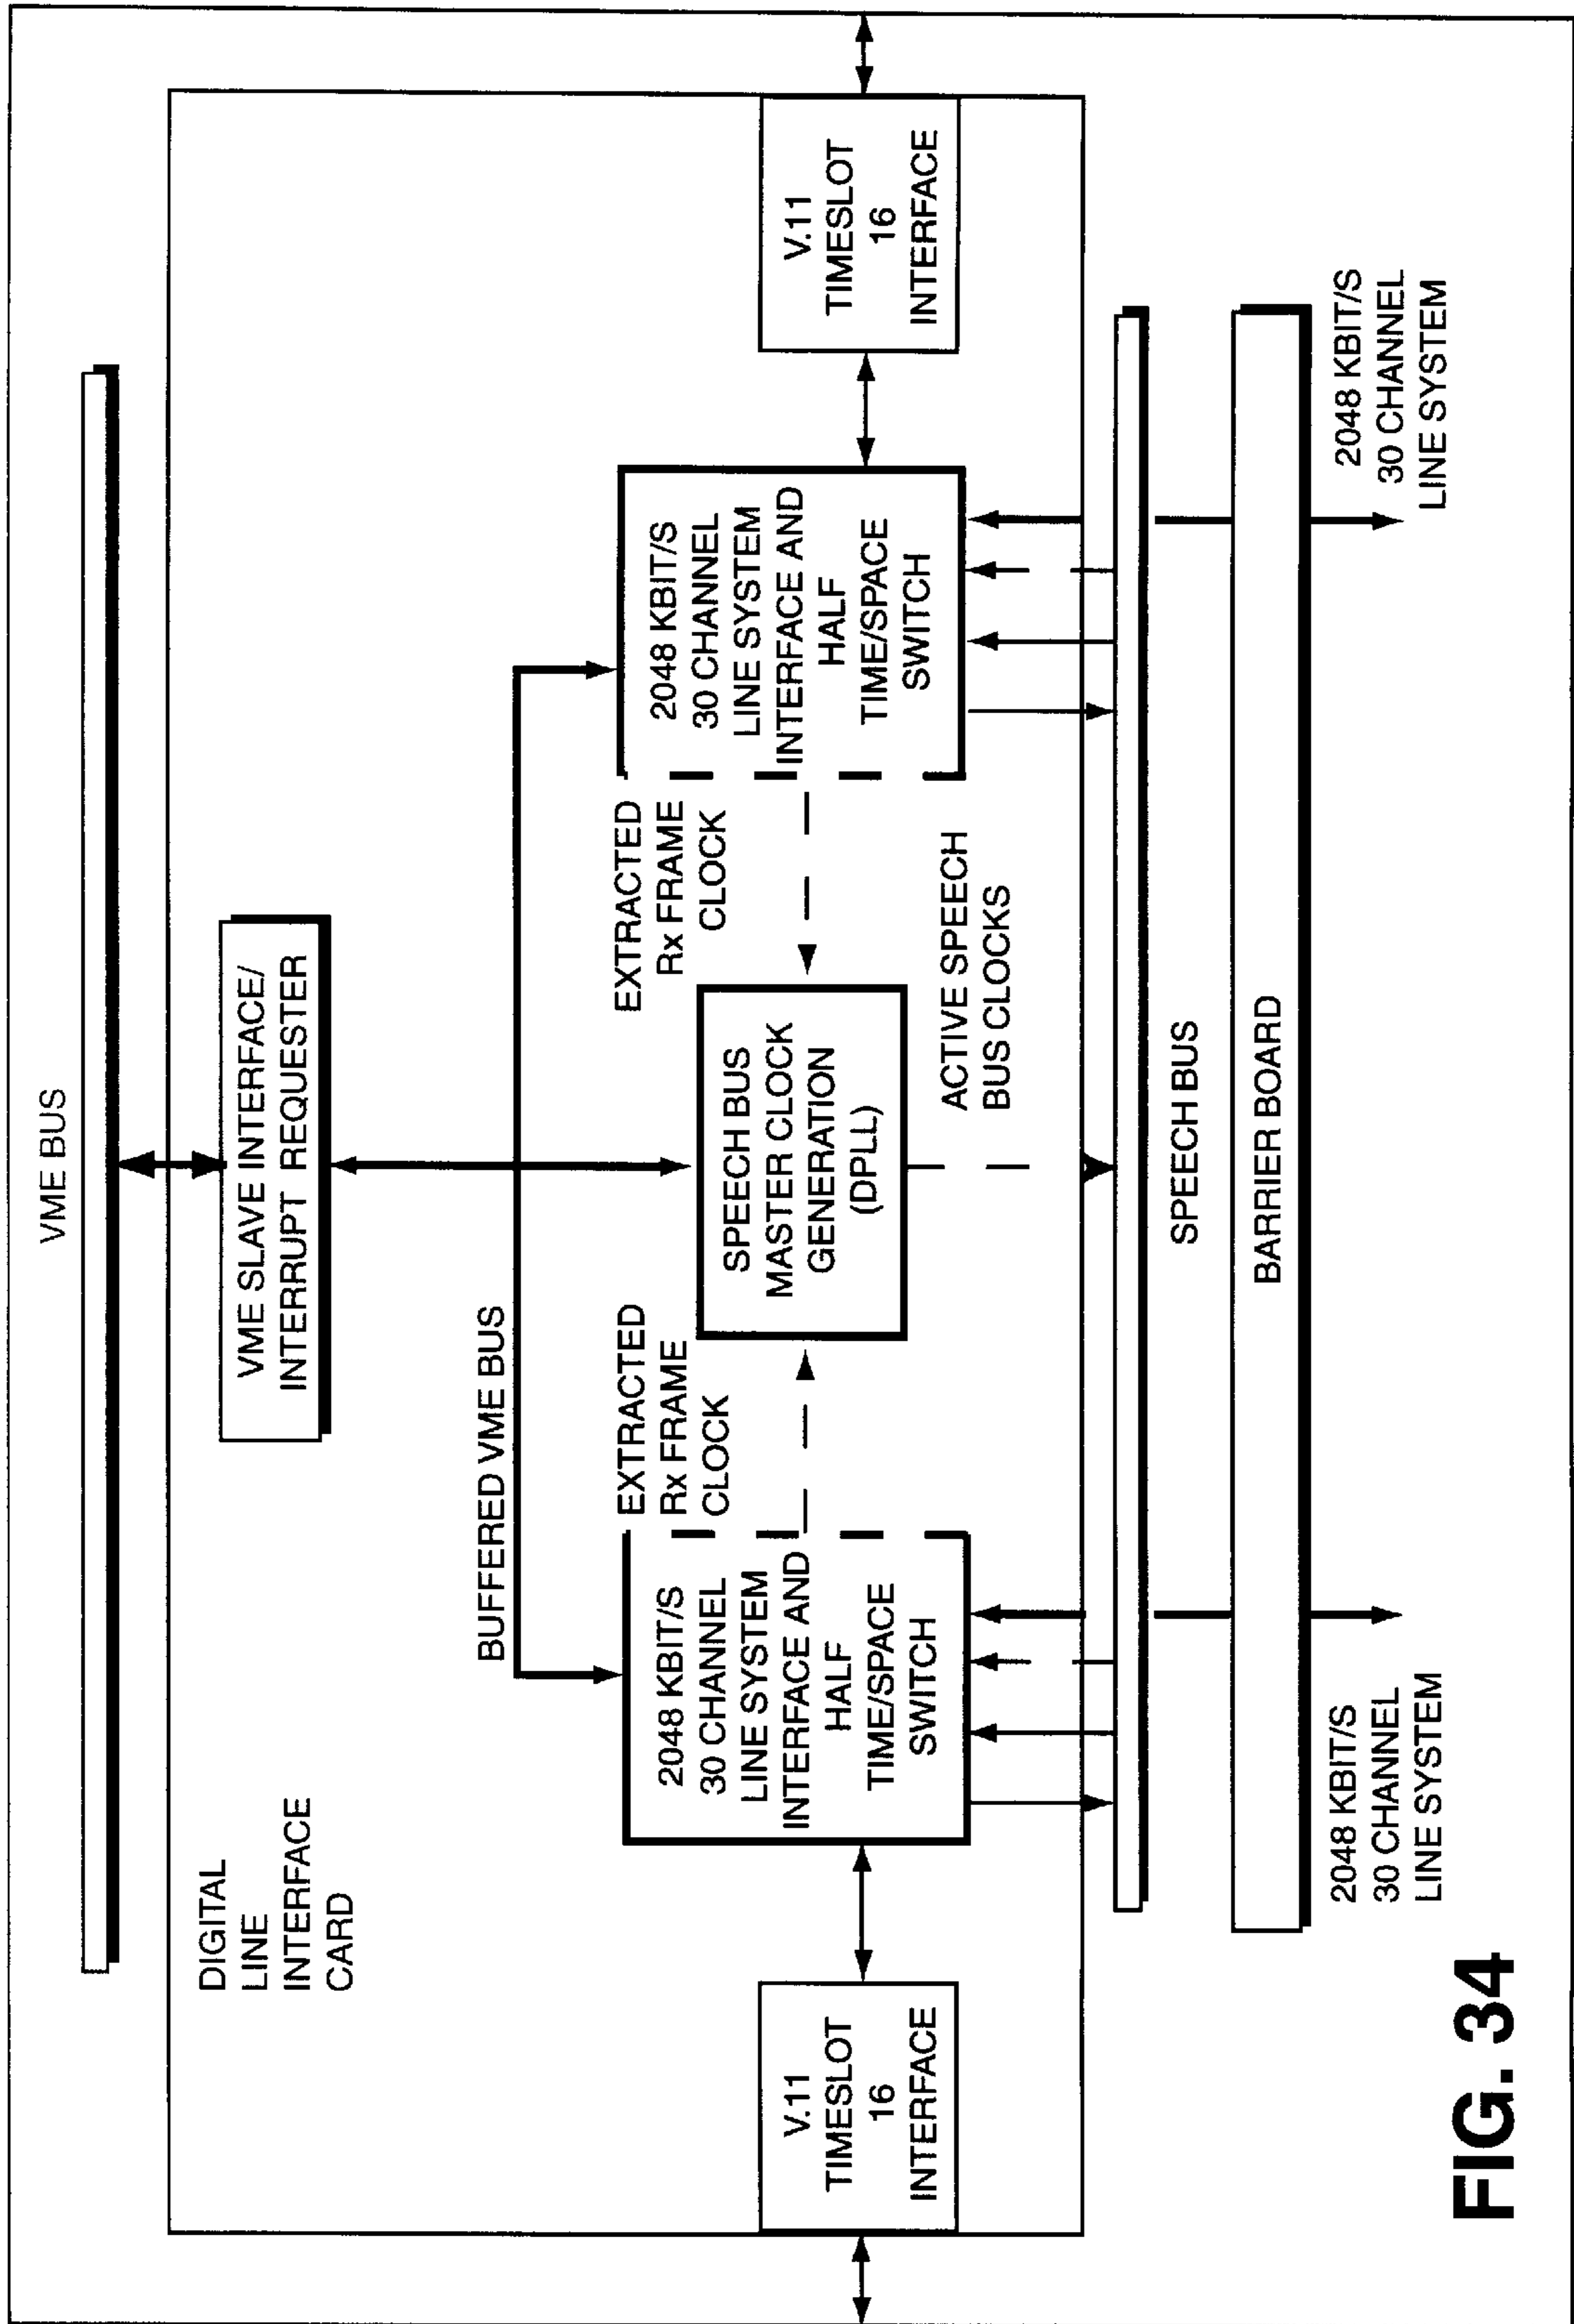 VME BUS
DIGITAL
LINE
INTERFACE
CARD
VME SLAVE INTERFACE/
INTERRUPT REQUESTER
BUFFERED VME BUS
V.11
TIMESLOT
16
INTERFACE
2048 KBIT/S
30 CHANNEL
LINE SYSTEM
INTERFACE AND
HALF
TIME/SPACE
SWITCH
EXTRACTED
Rx FRAME
CLOCK
SPEECH BUS
MASTER CLOCK
GENERATION
(DPLL)
EXTRACTED
Rx FRAME
CLOCK
2048 KBIT/S
30 CHANNEL
LINE SYSTEM
INTERFACE AND
HALF
TIME/SPACE
SWITCH
V.11
TIMESLOT
16
INTERFACE
ACTIVE SPEECH
BUS CLOCKS
SPEECH BUS
BARRIER BOARD
2048 KBIT/S
30 CHANNEL
LINE SYSTEM
2048 KBIT/S
30 CHANNEL
LINE SYSTEM
FIG. 34